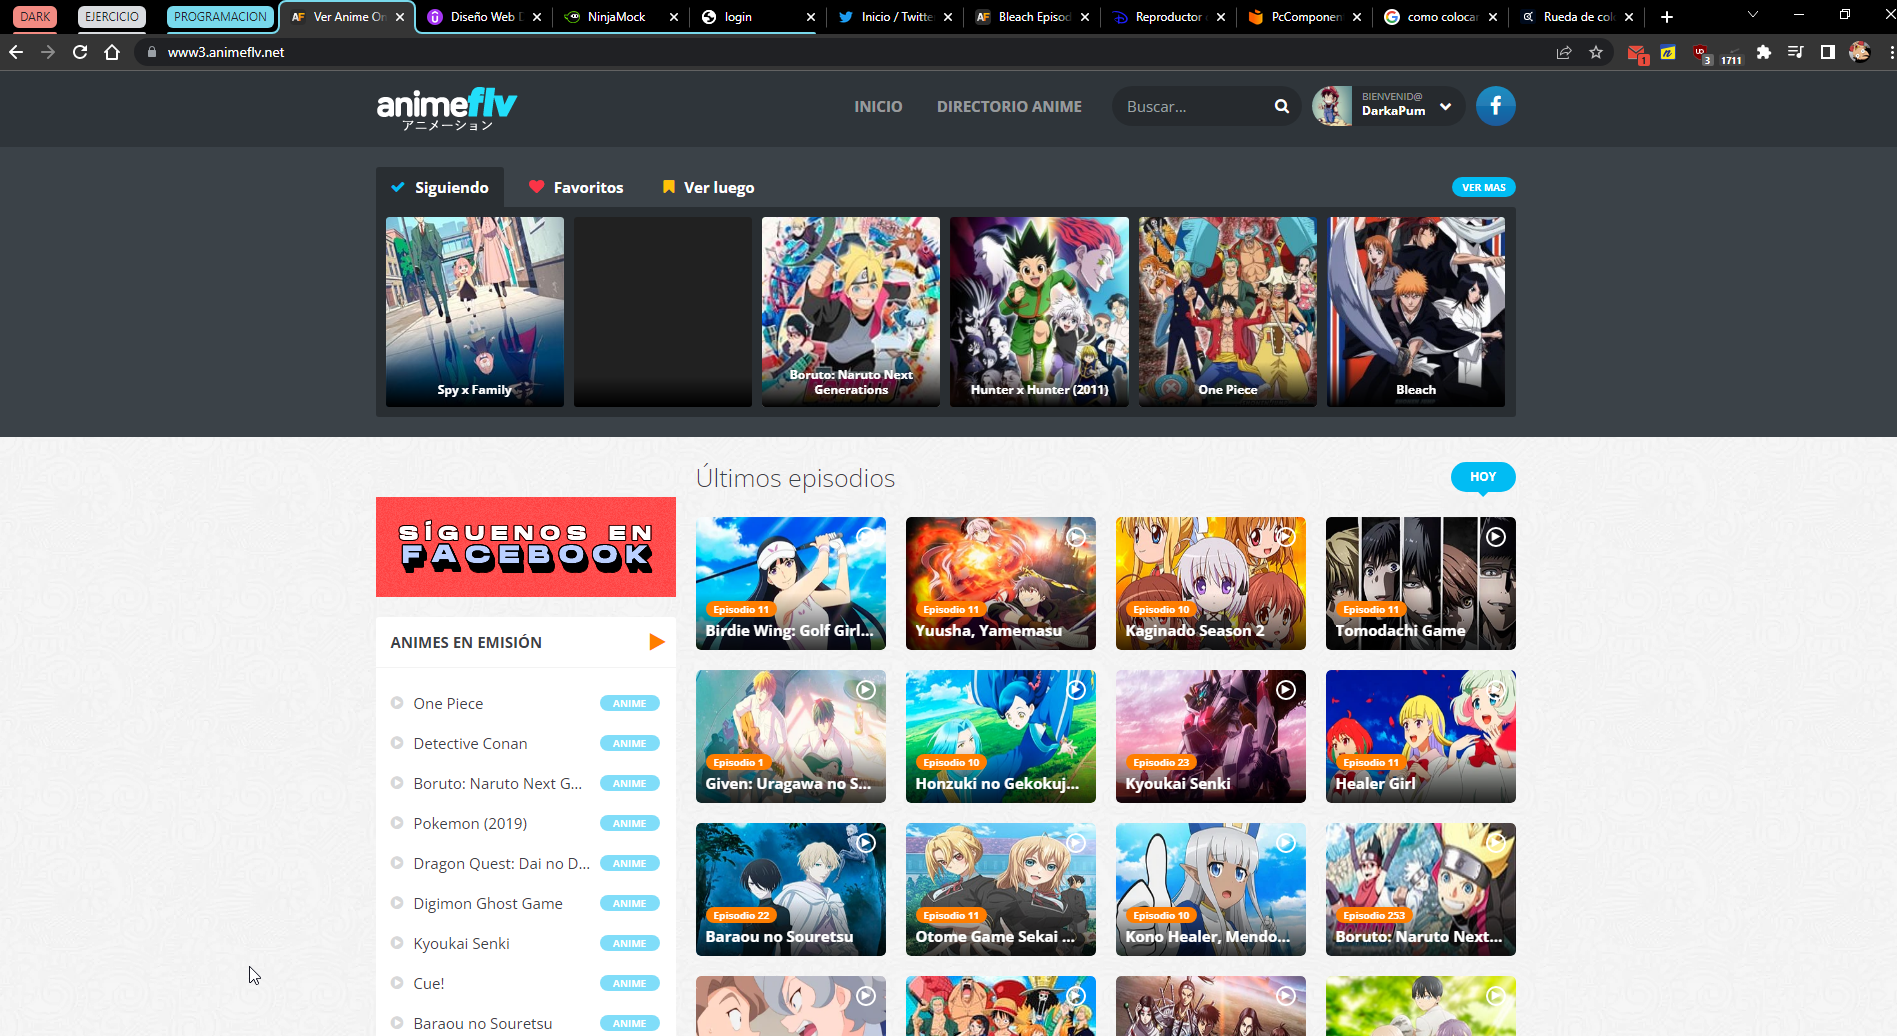 DARK
EJERCICIO
PROGRAMACION
AF Ver Anime On
Diseño Web D
NinjaMock
login
Inicio / Twitte
AF Bleach Episod
Reproductor
PcComponen
como colocar
Rueda de col
www3.animeflv.net
1
3
1711
animeflv
アニメーション
INICIO
DIRECTORIO ANIME
Buscar...
BIENVENID@
DarkaPum
Siguiendo
Favoritos
Ver luego
VER MAS
Spy x Family
Boruto: Naruto Next
Generations
Hunter x Hunter (2011)
One Piece
Bleach
SÍGUENOS EN
FACEBOOK
ANIMES EN EMISIÓN
One Piece
ANIME
Detective Conan
ANIME
Boruto: Naruto Next G...
ANIME
Pokemon (2019)
ANIME
Dragon Quest: Dai no D...
ANIME
Digimon Ghost Game
ANIME
Kyoukai Senki
ANIME
Cue!
ANIME
Baraou no Souretsu
ANIME
Últimos episodios
HOY
Episodio 11
Birdie Wing: Golf Girl...
Episodio 11
Yuusha, Yamemasu
Episodio 10
Kaginado Season 2
Episodio 11
Tomodachi Game
Episodio 1
Given: Uragawa no S...
Episodio 10
Honzuki no Gekokuj...
Episodio 23
Kyoukai Senki
Episodio 11
Healer Girl
Episodio 22
Baraou no Souretsu
Episodio 11
Otome Game Sekai ...
Episodio 10
Kono Healer, Mendo...
Episodio 253
Boruto: Naruto Next...